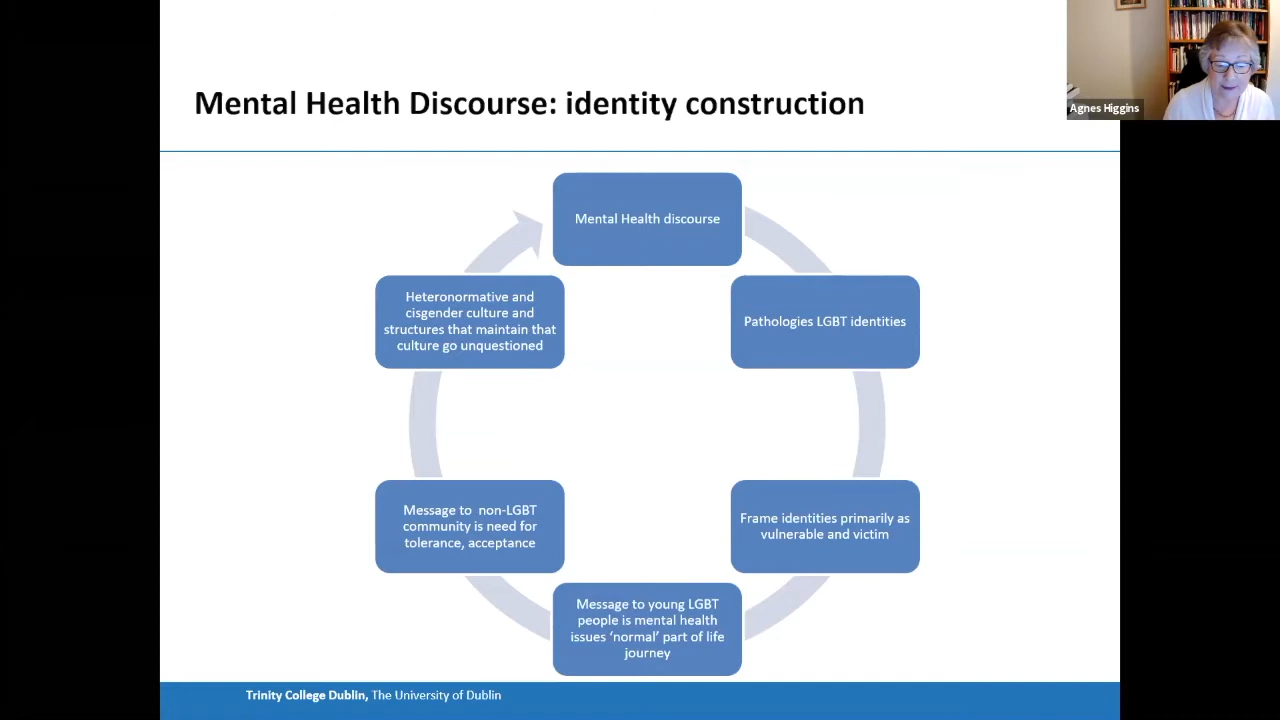 Mental Health Discourse: identity construction
Agnes Higgins
Mental Health discourse
Pathologies LGBT identities
Frame identities primarily as
vulnerable and victim
Message to young LGBT
people is mental health
issues ‘normal’ part of life
journey
Message to non-LGBT
community is need for
tolerance, acceptance
Heteronormative and
cisgender culture and
structures that maintain that
culture go unquestioned
Trinity College Dublin, The University of Dublin